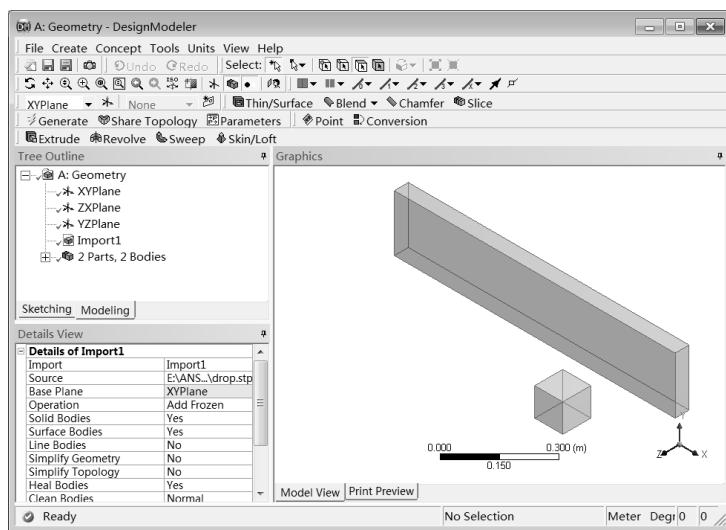 A: Geometry - DesignModeler
File Create Concept Tools Units View Help
Undo Redo Select:
XYPlane None Thin/Surface Blend Chamfer Slice
Generate Share Topology Parameters Point Conversion
Extrude Revolve Sweep Skin/Loft
Tree Outline
A: Geometry
XYPlane
ZXPlane
YZPlane
Import1
2 Parts, 2 Bodies
Sketching Modeling
Details View
Details of Import1
Import Import1
Source E:\ANS...\drop.stp
Base Plane XYPlane
Operation Add Frozen
Solid Bodies Yes
Surface Bodies Yes
Line Bodies No
Simplify Geometry No
Simplify Topology No
Heal Bodies Yes
Clean Bodies Normal
Graphics
0.000 0.300 (m)
0.150
Y
Z X
Model View Print Preview
Ready No Selection Meter Degr 0 0